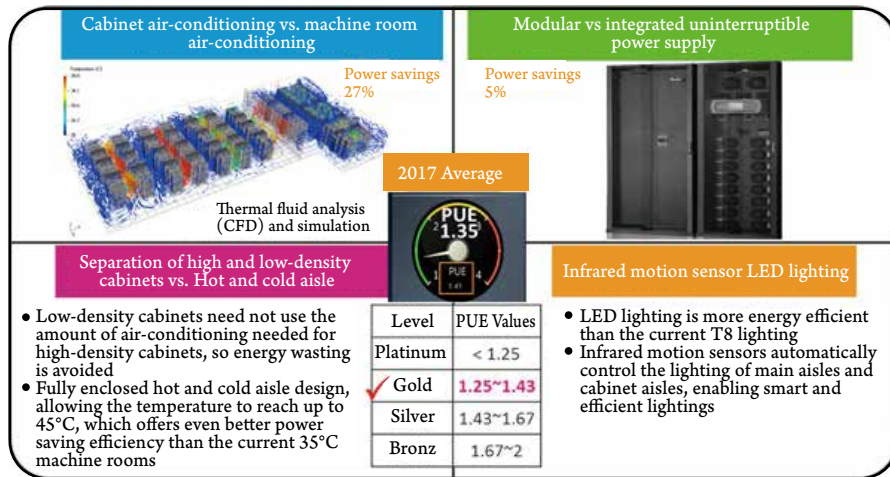 Cabinet air-conditioning vs. machine room
air-conditioning
Power savings
27%
Thermal fluid analysis
(CFD) and simulation
Modular vs integrated uninterruptible
power supply
Power savings
5%
2017 Average
PUE
1.35
2
3
1
4
PUE
1.41
Separation of high and low-density
cabinets vs. Hot and cold aisle
• Low-density cabinets need not use the
amount of air-conditioning needed for
high-density cabinets, so energy wasting
is avoided
• Fully enclosed hot and cold aisle design,
allowing the temperature to reach up to
45°C, which offers even better power
saving efficiency than the current 35°C
machine rooms
Level PUE Values
Platinum < 1.25
✓ Gold 1.25~1.43
Silver 1.43~1.67
Bronz 1.67~2
Infrared motion sensor LED lighting
• LED lighting is more energy efficient
than the current T8 lighting
• Infrared motion sensors automatically
control the lighting of main aisles and
cabinet aisles, enabling smart and
efficient lightings